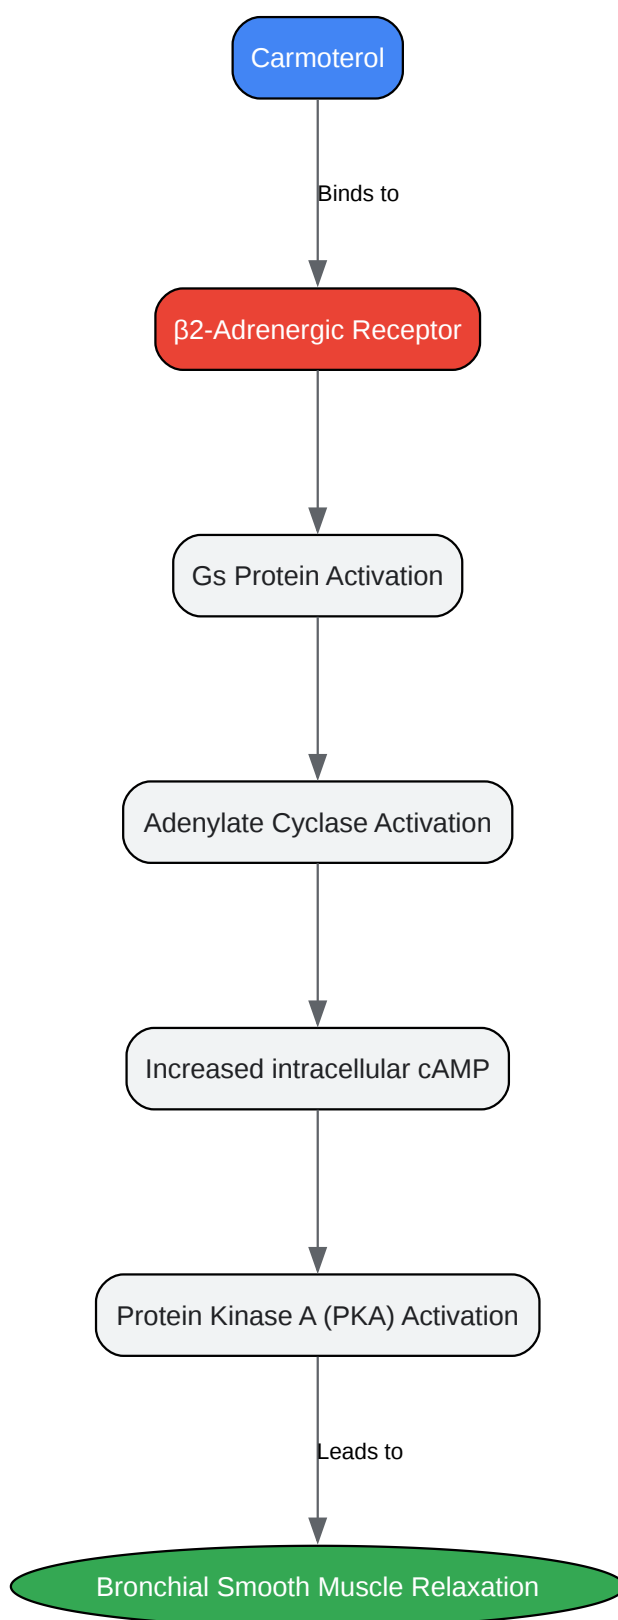 Carmoterol
Binds to
β2-Adrenergic Receptor
Gs Protein Activation
Adenylate Cyclase Activation
Increased intracellular cAMP
Protein Kinase A (PKA) Activation
Leads to
Bronchial Smooth Muscle Relaxation